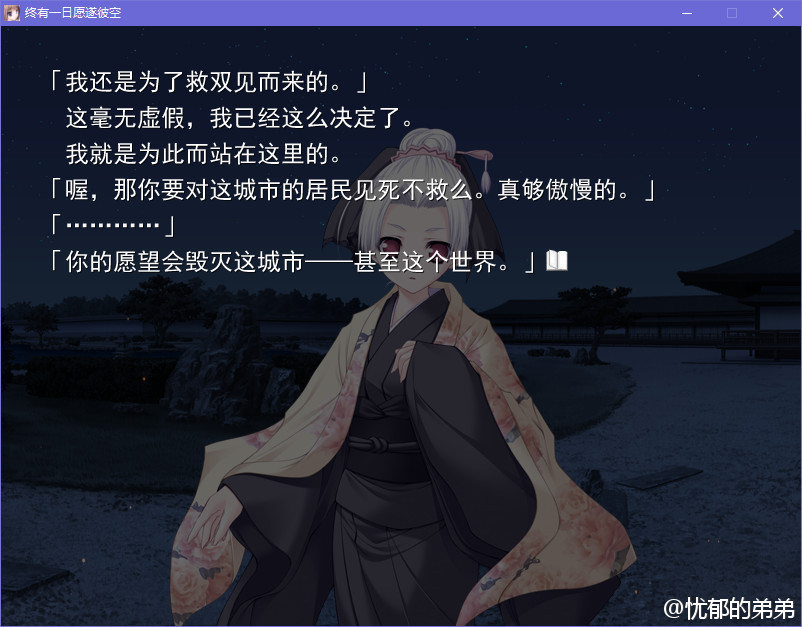 终有一日愿遂彼空
「我还是为了救双见而来的。」
这毫无虚假，我已经这么决定了。
我就是为此而站在这里的。
「喔，那你要对这城市的居民见死不救么。真够傲慢的。」
「…………」
「你的愿望会毁灭这城市——甚至这个世界。」
@忧郁的弟弟